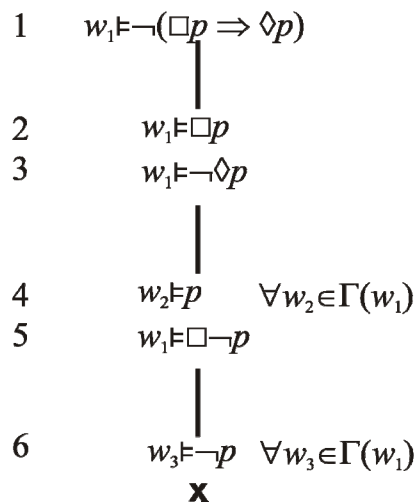 1 w₁⊨¬(□p ⇒ ◊p)
2 w₁⊨□p
3 w₁⊨¬◊p
4 w₂⊨p ∀w₂∈Γ(w₁)
5 w₁⊨□¬p
6 w₃⊨¬p ∀w₃∈Γ(w₁)
x